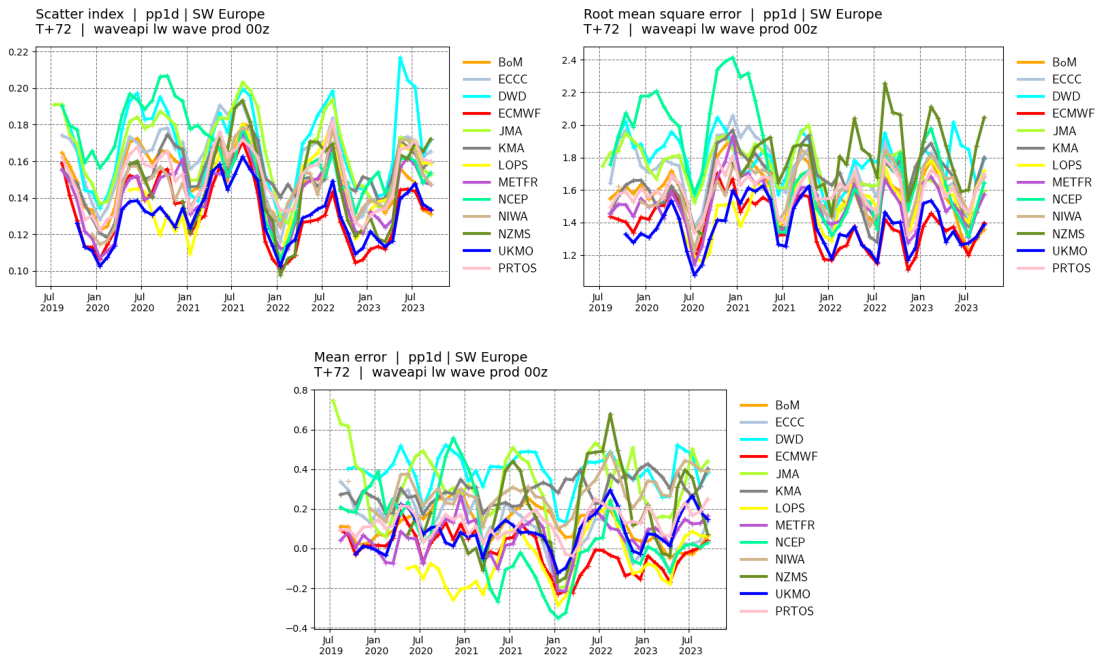 Scatter index | pp1d | SW Europe
T+72 | waveapi lw wave prod 00z
0.22
0.20
0.18
0.16
0.14
0.12
0.10
Jul 2019
Jan 2020
Jul 2020
Jan 2021
Jul 2021
Jan 2022
Jul 2022
Jan 2023
Jul 2023
BoM
ECCC
DWD
ECMWF
JMA
KMA
LOPS
METFR
NCEP
NIWA
NZMS
UKMO
PRTOS
Root mean square error | pp1d | SW Europe
T+72 | waveapi lw wave prod 00z
2.4
2.2
2.0
1.8
1.6
1.4
1.2
Jul 2019
Jan 2020
Jul 2020
Jan 2021
Jul 2021
Jan 2022
Jul 2022
Jan 2023
Jul 2023
BoM
ECCC
DWD
ECMWF
JMA
KMA
LOPS
METFR
NCEP
NIWA
NZMS
UKMO
PRTOS
Mean error | pp1d | SW Europe
T+72 | waveapi lw wave prod 00z
0.8
0.6
0.4
0.2
0.0
−0.2
−0.4
Jul 2019
Jan 2020
Jul 2020
Jan 2021
Jul 2021
Jan 2022
Jul 2022
Jan 2023
Jul 2023
BoM
ECCC
DWD
ECMWF
JMA
KMA
LOPS
METFR
NCEP
NIWA
NZMS
UKMO
PRTOS